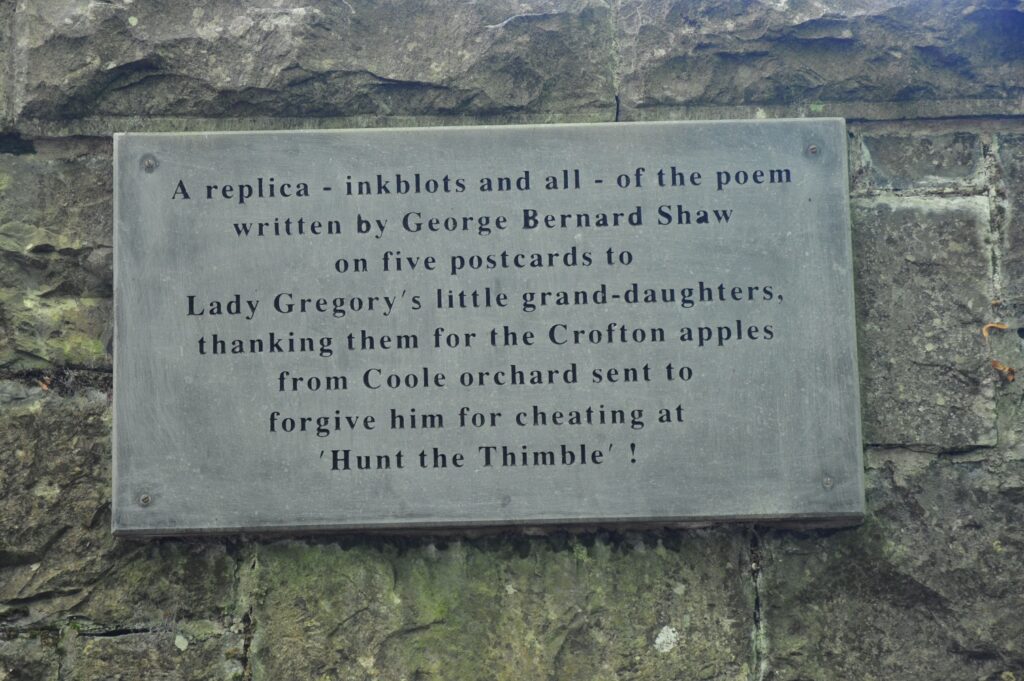 A replica - inkblots and all - of the poem
written by George Bernard Shaw
on five postcards to
Lady Gregory's little grand-daughters,
thanking them for the Crofton apples
from Coole orchard sent to
forgive him for cheating at
'Hunt the Thimble' !